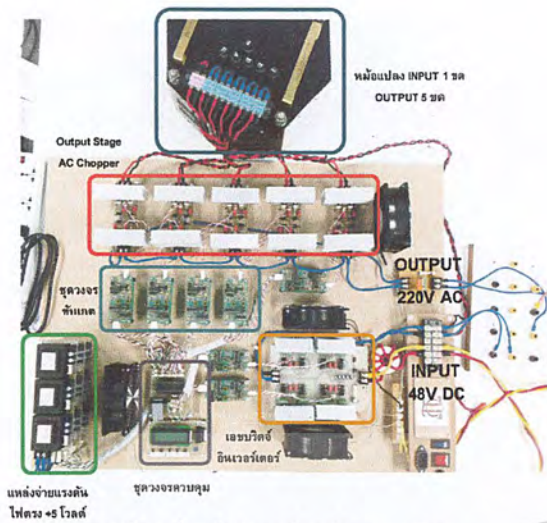 หม้อแปลง INPUT 1 ขด
OUTPUT 5 ขด
Output Stage
AC Chopper
OUTPUT
220V AC
ชุดวงจร
ขับเกต
INPUT
48V DC
เอชบริดจ์
อินเวอร์เตอร์
ชุดวงจรควบคุม
แหล่งจ่ายแรงดัน
ไฟตรง +5 โวลต์